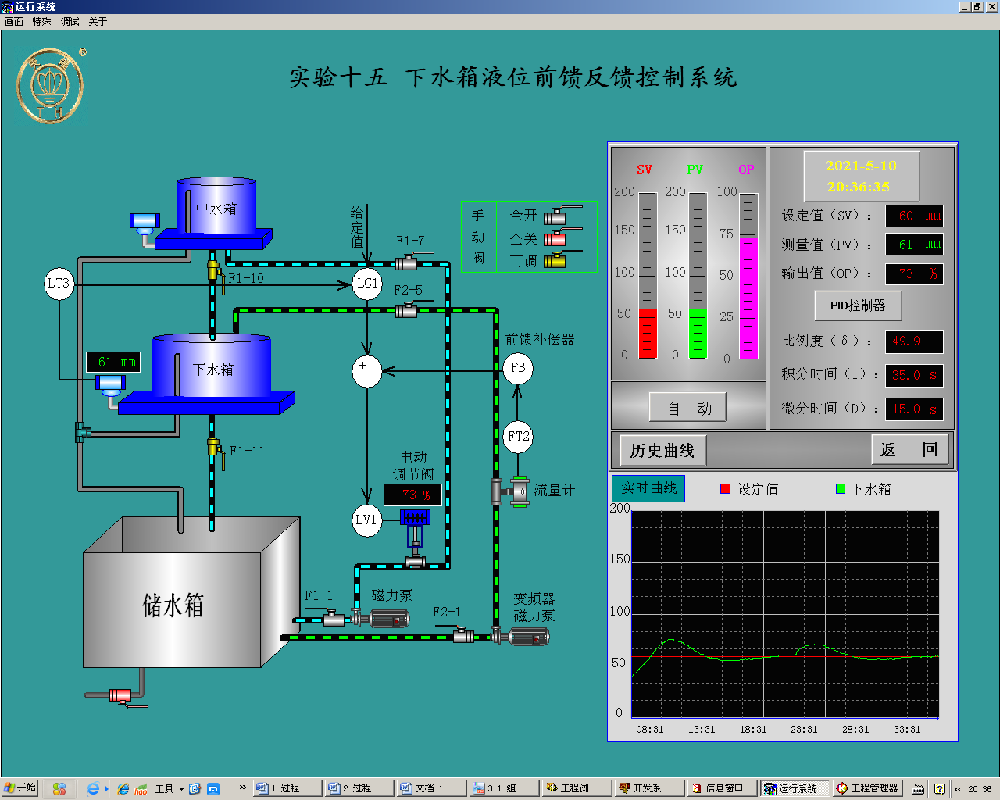 运行系统
画面 特殊 调试 关于
天煌
®
TH
实验十五 下水箱液位前馈反馈控制系统
中水箱
给定值
F1-7
手动阀
全开
全关
可调
LT3
F1-10
LC1
F2-5
前馈补偿器
61 mm
下水箱
+
FB
FT2
F1-11
电动
调节阀
73 %
流量计
LV1
储水箱
F1-1
磁力泵
F2-1
变频器
磁力泵
SV PV OP
200 200 100
150 150 75
100 100 50
50 50 25
0 0 0
自 动
2021-5-10
20:36:35
设定值（SV）： 60 mm
测量值（PV）： 61 mm
输出值（OP）： 73 %
PID控制器
比例度（δ）： 49.9
积分时间（I）： 35.0 s
微分时间（D）： 15.0 s
历史曲线
返 回
实时曲线 设定值 下水箱
200
150
100
50
0
08:31 13:31 18:31 23:31 28:31 33:31
开始 hao 工具 » 1 过程... 2 过程... 文档 1 ... 3-1 组... 工程浏... 开发系... 信息窗口 运行系统 工程管理器 « 20:36